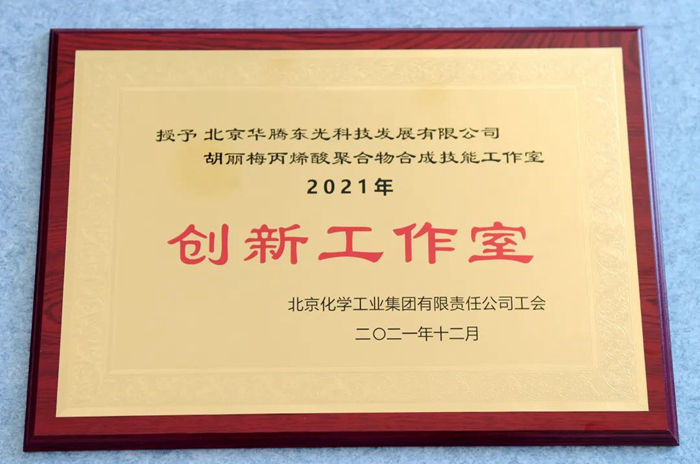 授予 北京华腾东光科技发展有限公司
胡丽梅丙烯酸聚合物合成技能工作室
2021年
创新工作室
北京化学工业集团有限责任公司工会
二〇二一年十二月